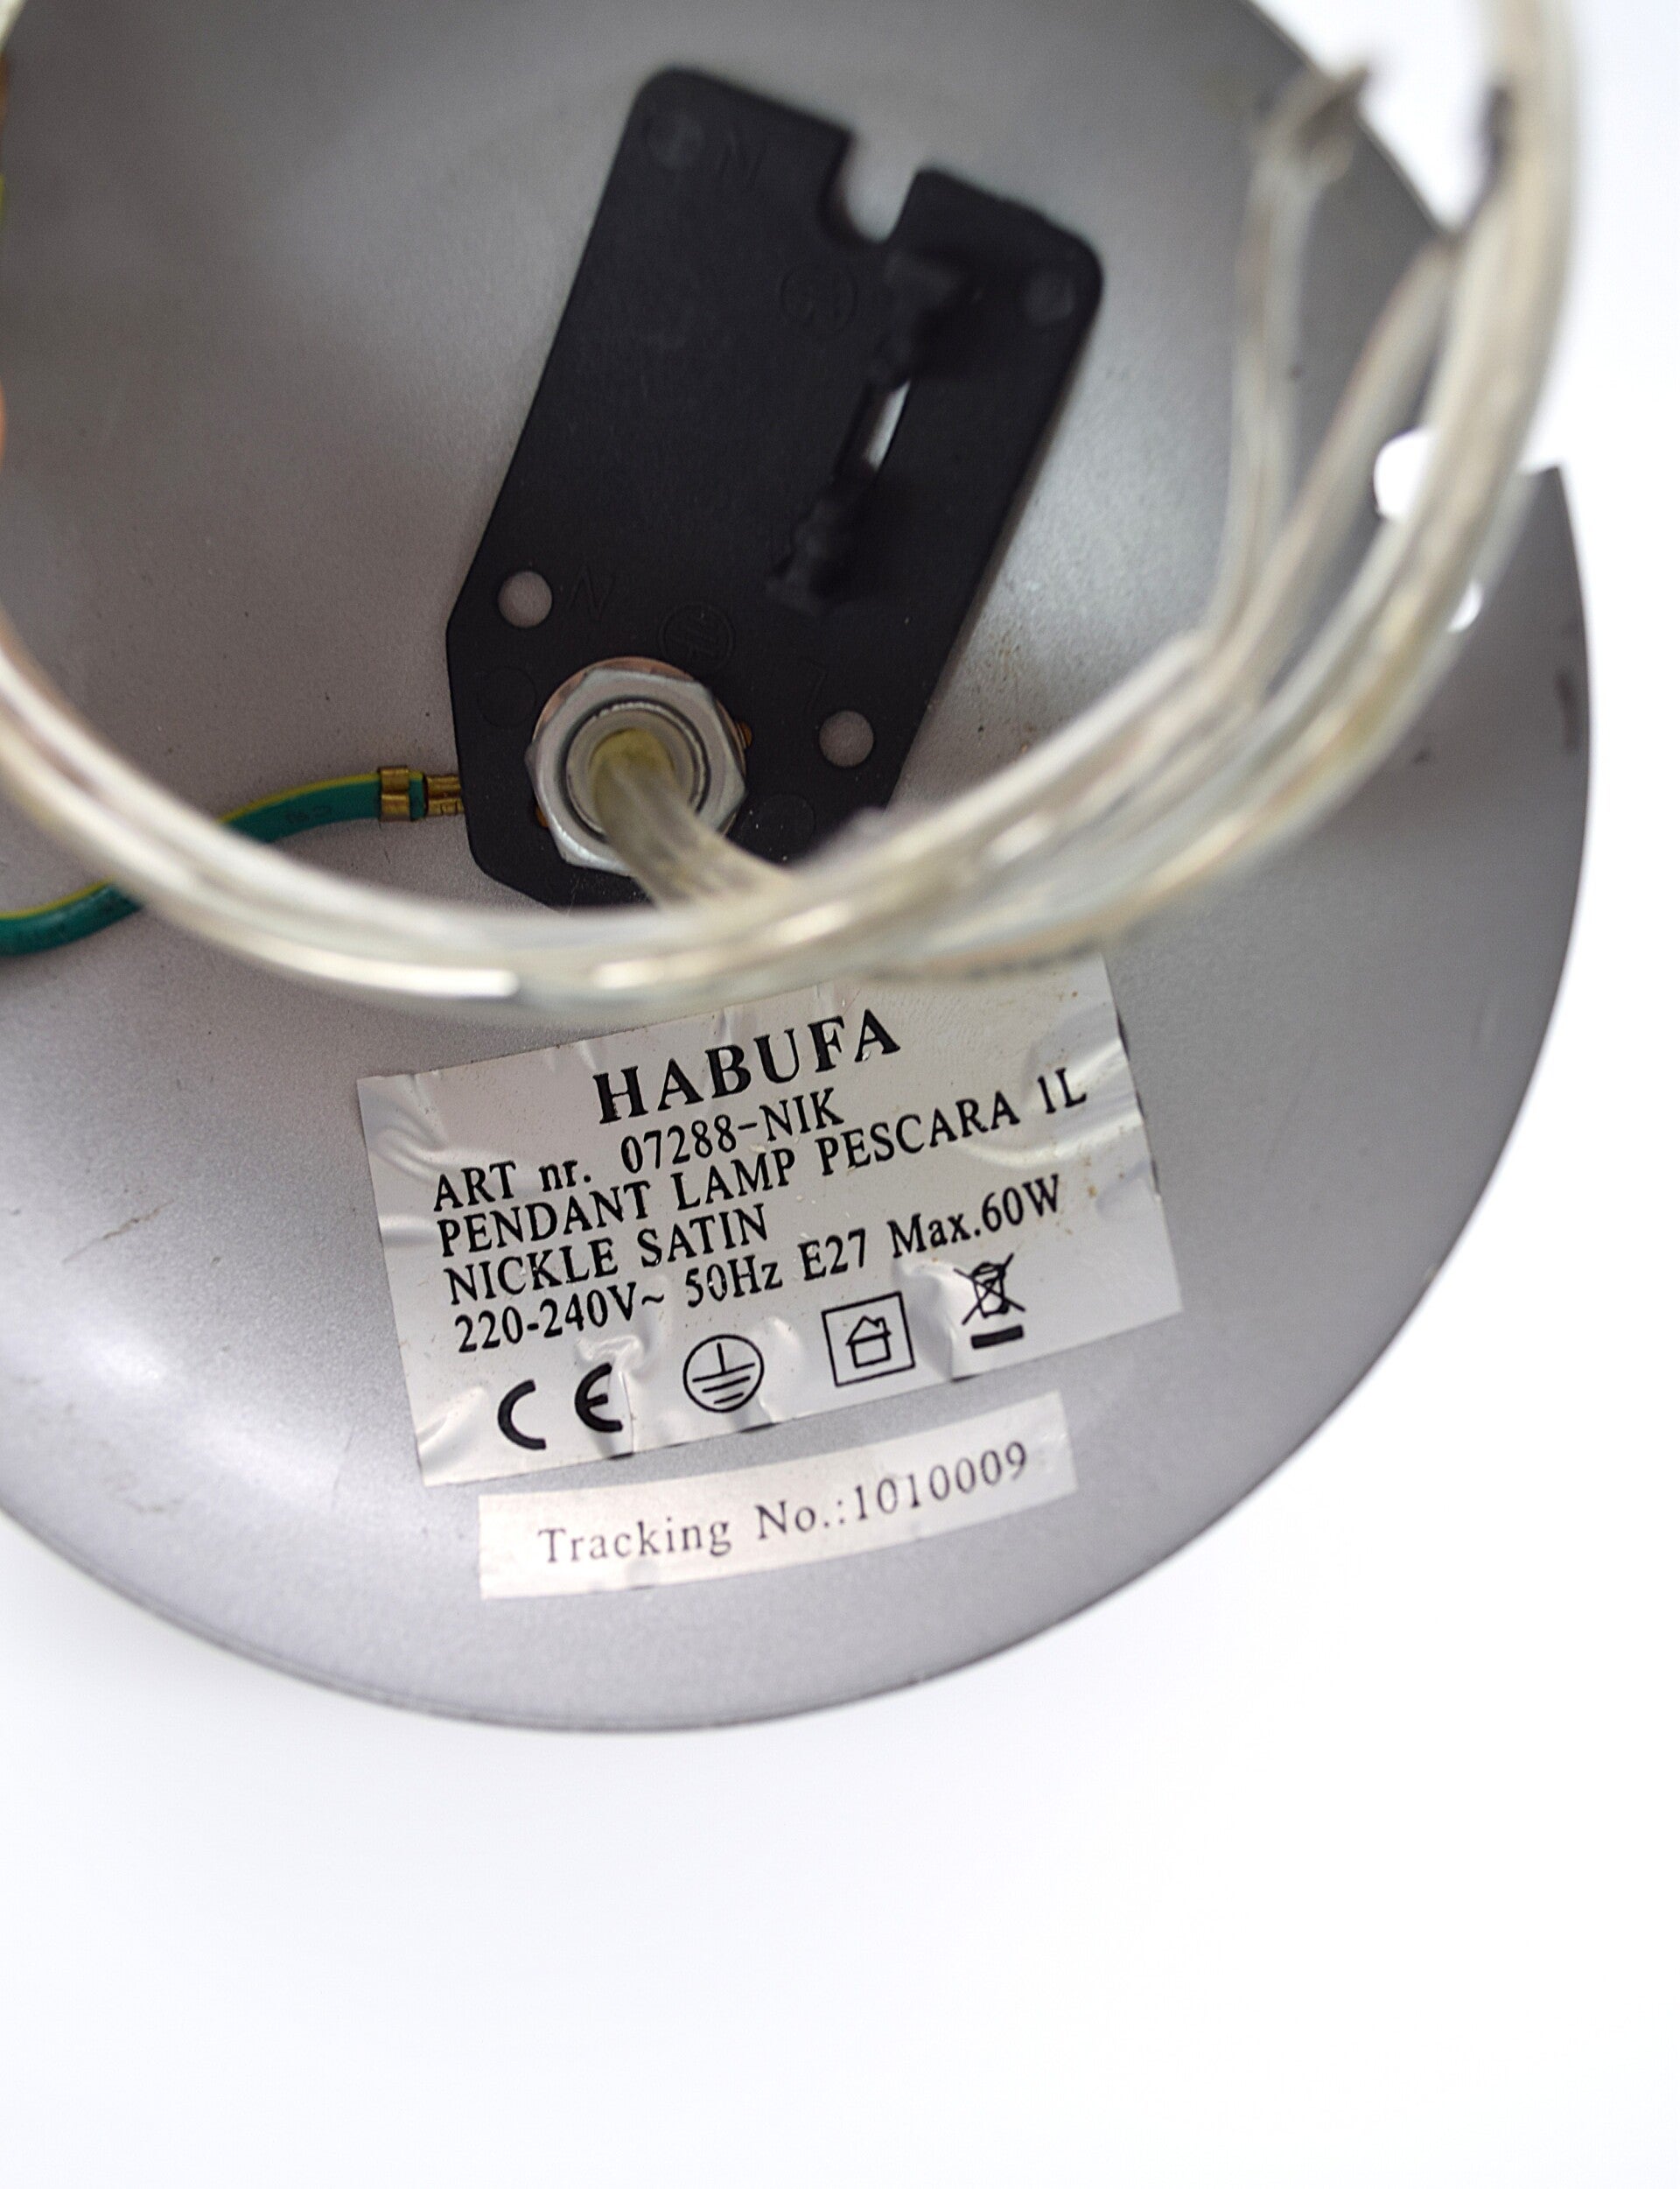 HABUFA
ART nr. 07288-NIK
PENDANT LAMP PESCARA 1L
NICKLE SATIN
220-240V~ 50Hz E27 Max.60W
CE
Tracking No.:1010009